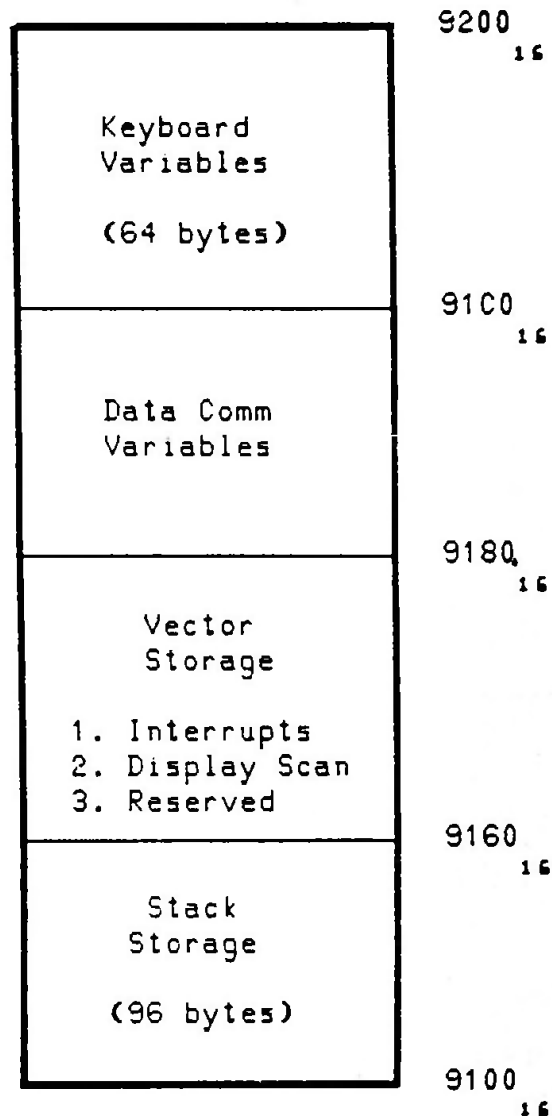 9200
16
Keyboard
Variables
(64 bytes)
91C0
16
Data Comm
Variables
9180
16
Vector
Storage
1. Interrupts
2. Display Scan
3. Reserved
9160
16
Stack
Storage
(96 bytes)
9100
16